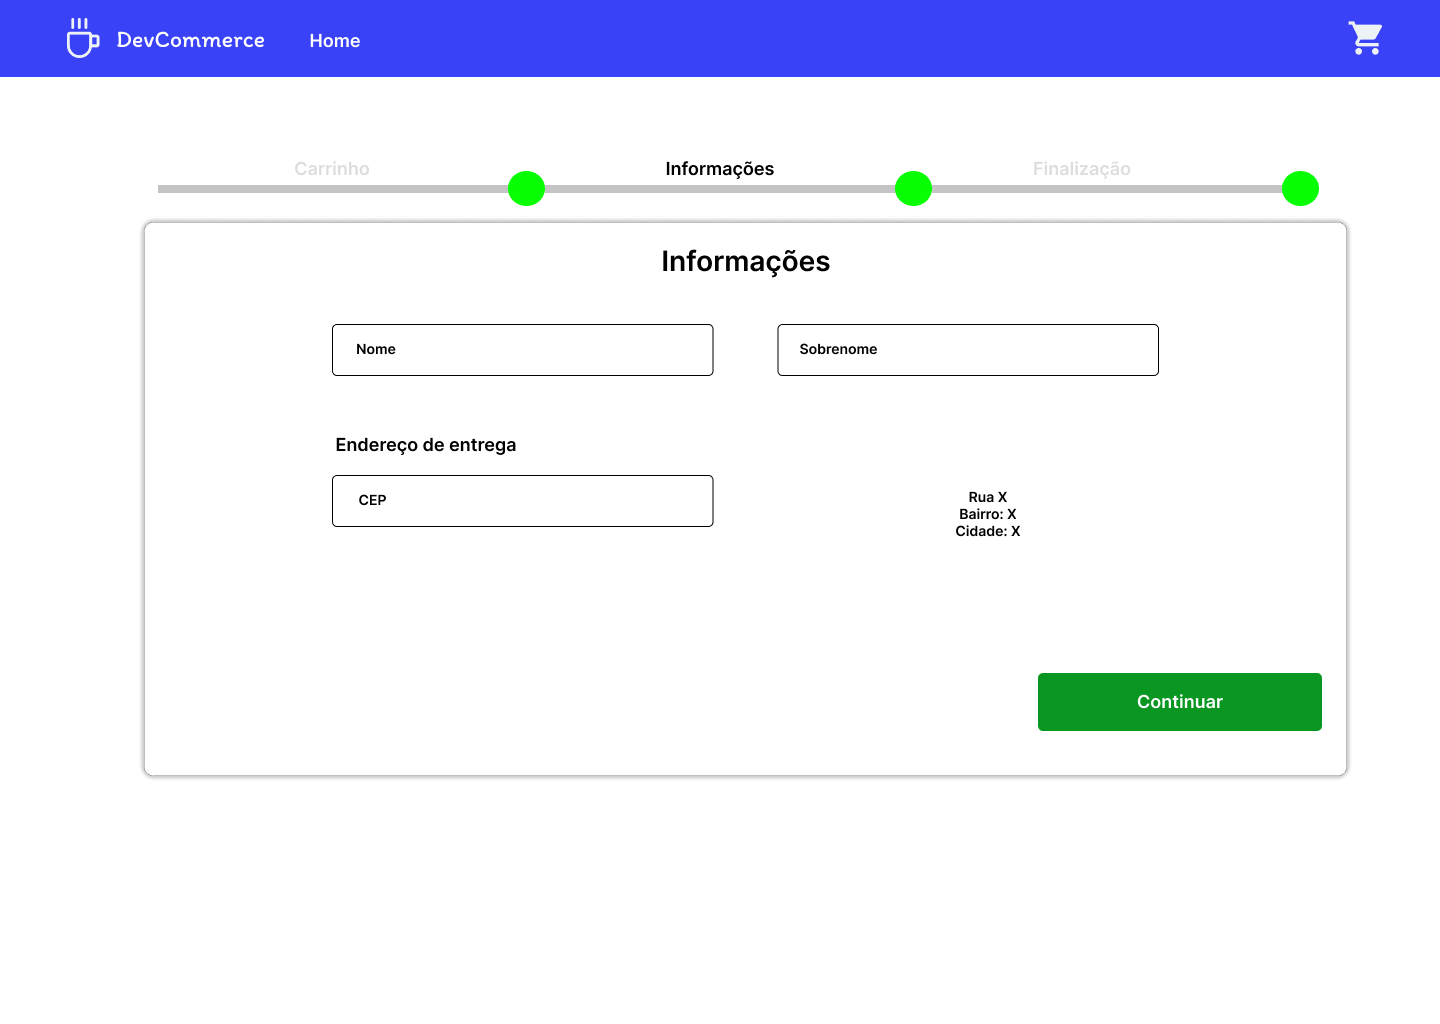 DevCommerce Home
Carrinho Informações Finalização
Informações
Nome Sobrenome
Endereço de entrega
CEP
Rua X
Bairro: X
Cidade: X
Continuar